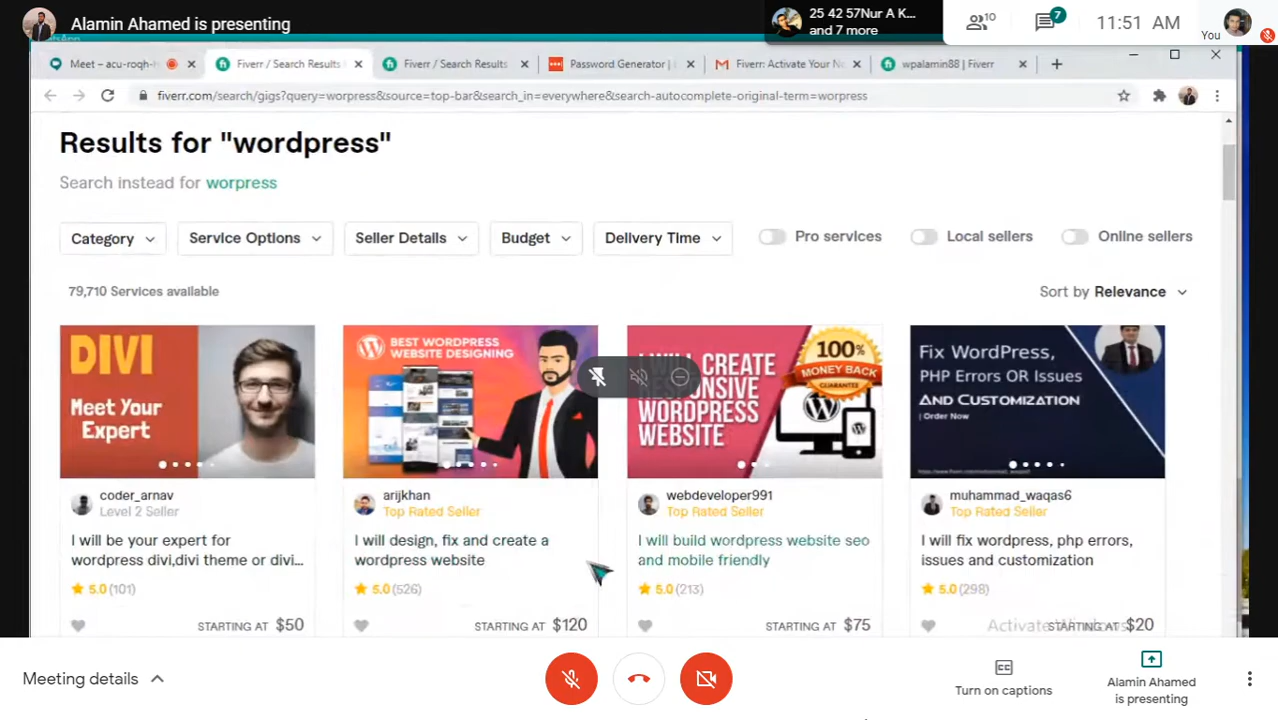 Alamin Ahamed is presenting
25 42 57Nur A K...
and 7 more
10
7
11:51 AM
You
Meet – acu-roqh-
Fiverr / Search Results
Fiverr / Search Results
Password Generator |
Gmail Fiverr: Activate Your Ne
wpalamin88 | Fiverr
fiverr.com/search/gigs?query=worpress&source=top-bar&search_in=everywhere&search-autocomplete-original-term=worpress
Results for "wordpress"
Search instead for worpress
Category
Service Options
Seller Details
Budget
Delivery Time
Pro services
Local sellers
Online sellers
79,710 Services available
Sort by Relevance
DIVI
Meet Your
Expert
BEST WORDPRESS
WEBSITE DESIGNING
I WILL CREATE
RESPONSIVE
WORDPRESS
WEBSITE
100%
MONEY BACK
GUARANTEE
Fix WordPress,
PHP Errors OR Issues
And Customization
| Order Now
coder_arnav
Level 2 Seller
I will be your expert for
wordpress divi,divi theme or divi...
5.0 (101)
STARTING AT $50
arijkhan
Top Rated Seller
I will design, fix and create a
wordpress website
5.0 (526)
STARTING AT $120
webdeveloper991
Top Rated Seller
I will build wordpress website seo
and mobile friendly
5.0 (213)
STARTING AT $75
muhammad_waqas6
Top Rated Seller
I will fix wordpress, php errors,
issues and customization
5.0 (298)
STARTING AT $20
Activate Windows
Meeting details
Turn on captions
Alamin Ahamed
is presenting